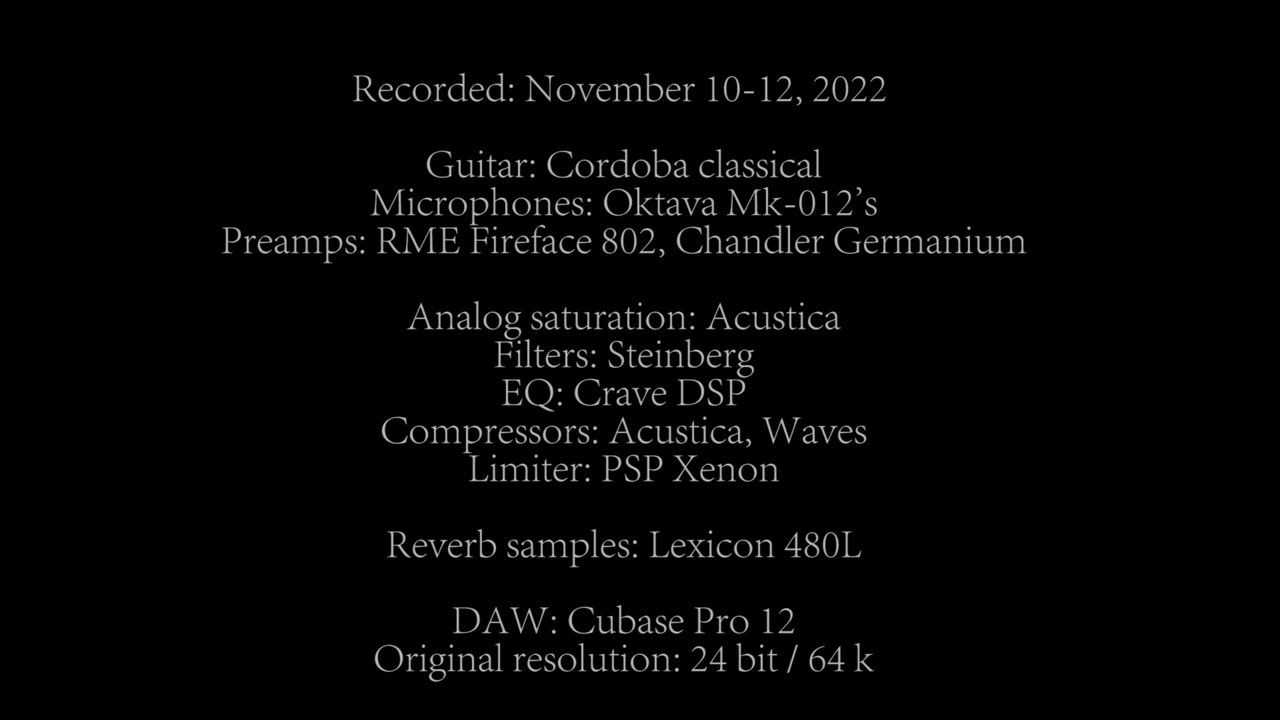 Recorded: November 10-12, 2022
Guitar: Cordoba classical
Microphones: Oktava Mk-012’s
Preamps: RME Fireface 802, Chandler Germanium
Analog saturation: Acustica
Filters: Steinberg
EQ: Crave DSP
Compressors: Acustica, Waves
Limiter: PSP Xenon
Reverb samples: Lexicon 480L
DAW: Cubase Pro 12
Original resolution: 24 bit / 64 k